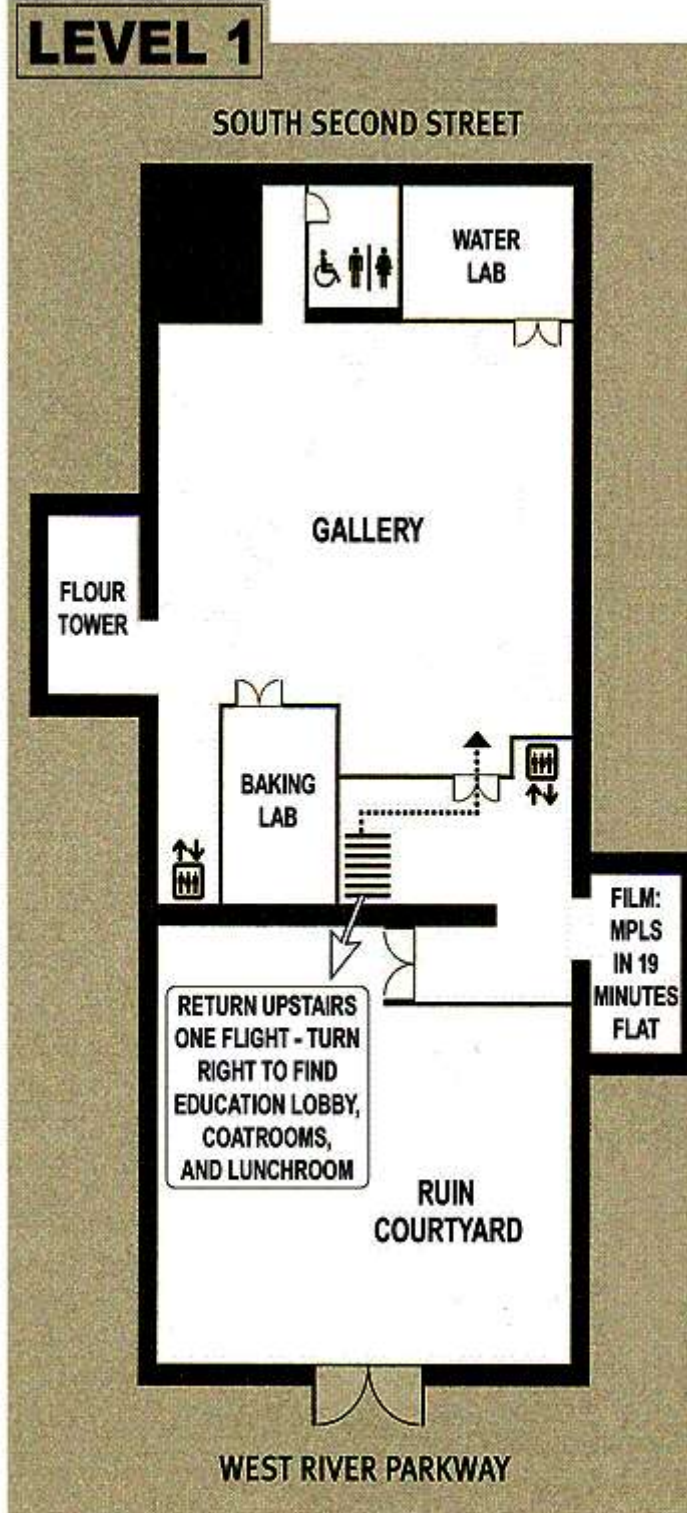 LEVEL 1
SOUTH SECOND STREET
WATER
LAB
GALLERY
FLOUR
TOWER
BAKING
LAB
FILM:
MPLS
IN 19
MINUTES
FLAT
RETURN UPSTAIRS
ONE FLIGHT - TURN
RIGHT TO FIND
EDUCATION LOBBY,
COATROOMS,
AND LUNCHROOM
RUIN
COURTYARD
WEST RIVER PARKWAY